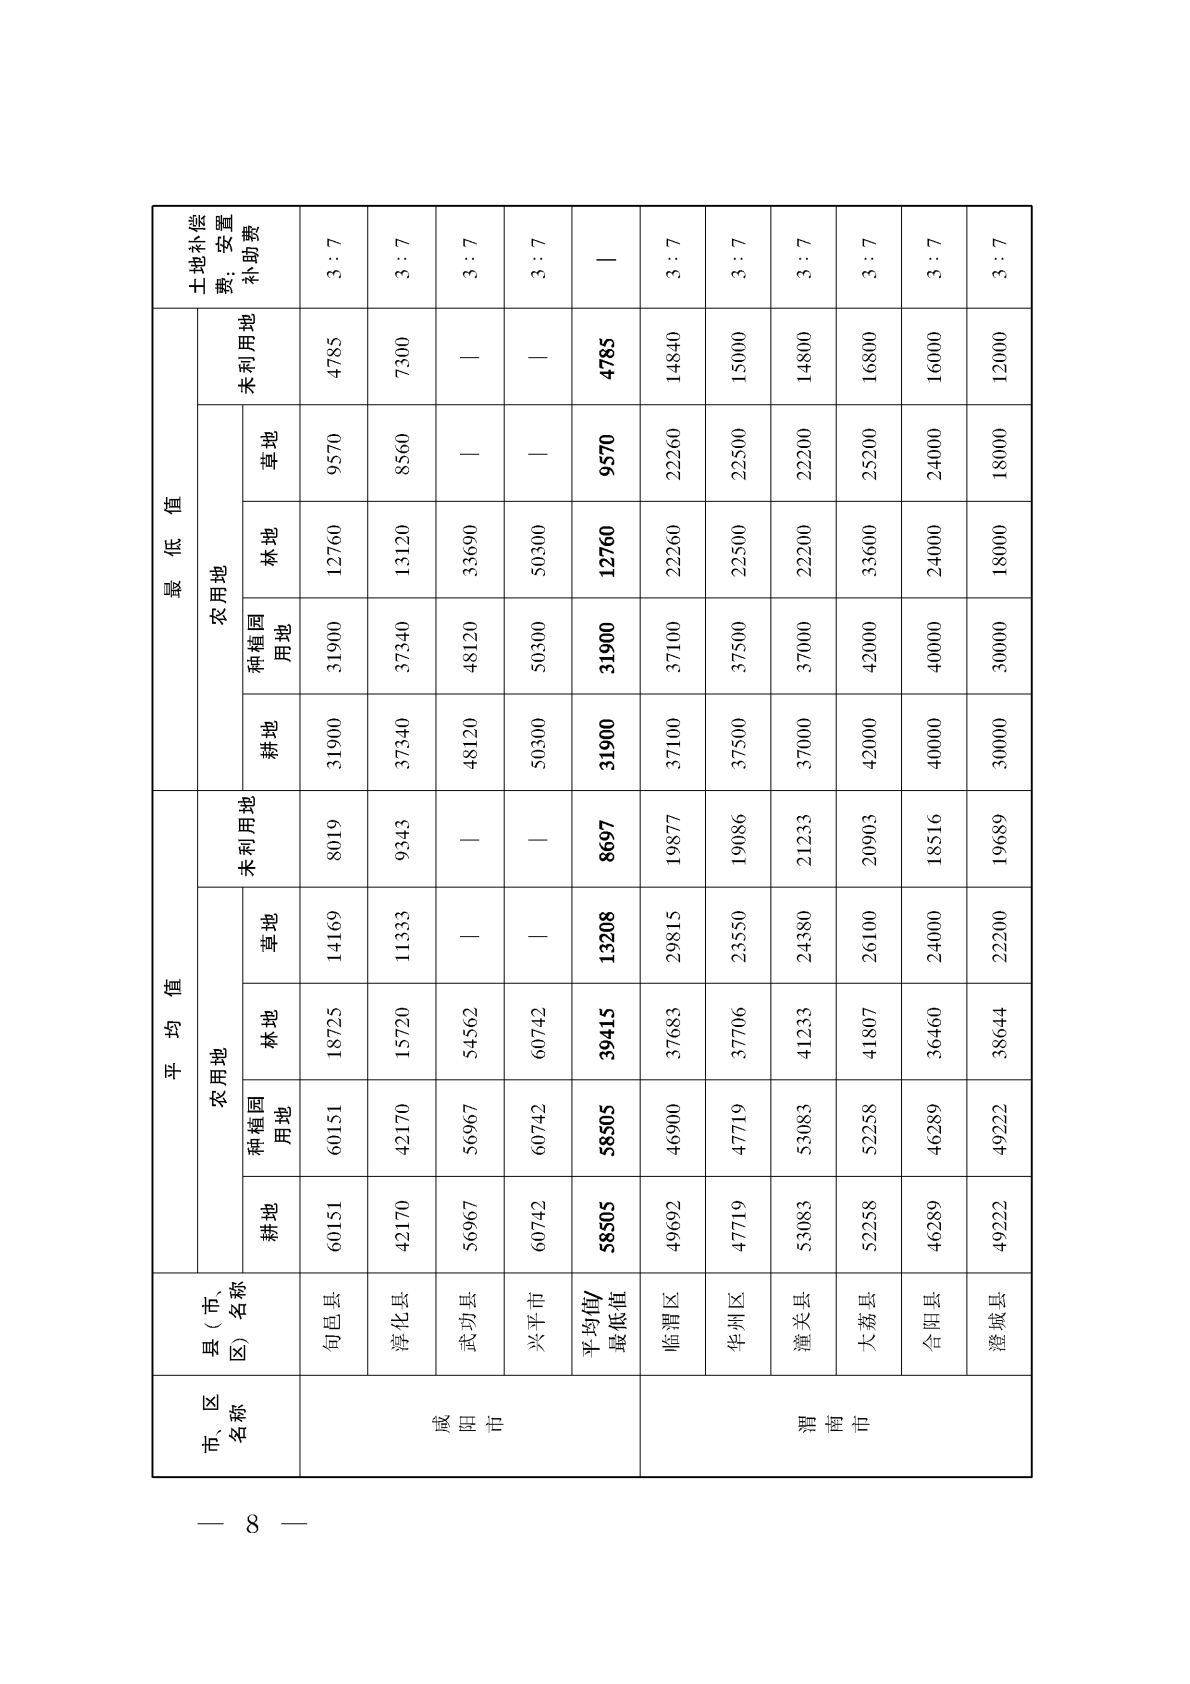 市、区名称 县（市、区）名称 平均值 最低值 土地补偿费：安置补助费
农用地 未利用地 农用地 未利用地
耕地 种植园用地 林地 草地 耕地 种植园用地 林地 草地
咸阳市
旬邑县 60151 60151 18725 14169 8019 31900 31900 12760 9570 4785 3：7
淳化县 42170 42170 15720 11333 9343 37340 37340 13120 8560 7300 3：7
武功县 56967 56967 54562 — — 48120 48120 33690 — — 3：7
兴平市 60742 60742 60742 — — 50300 50300 50300 — — 3：7
平均值/最低值 58505 58505 39415 13208 8697 31900 31900 12760 9570 4785 —
渭南市
临渭区 49692 46900 37683 29815 19877 37100 37100 22260 22260 14840 3：7
华州区 47719 47719 37706 23550 19086 37500 37500 22500 22500 15000 3：7
潼关县 53083 53083 41233 24380 21233 37000 37000 22200 22200 14800 3：7
大荔县 52258 52258 41807 26100 20903 42000 42000 33600 25200 16800 3：7
合阳县 46289 46289 36460 24000 18516 40000 40000 24000 24000 16000 3：7
澄城县 49222 49222 38644 22200 19689 30000 30000 18000 18000 12000 3：7
— 8 —